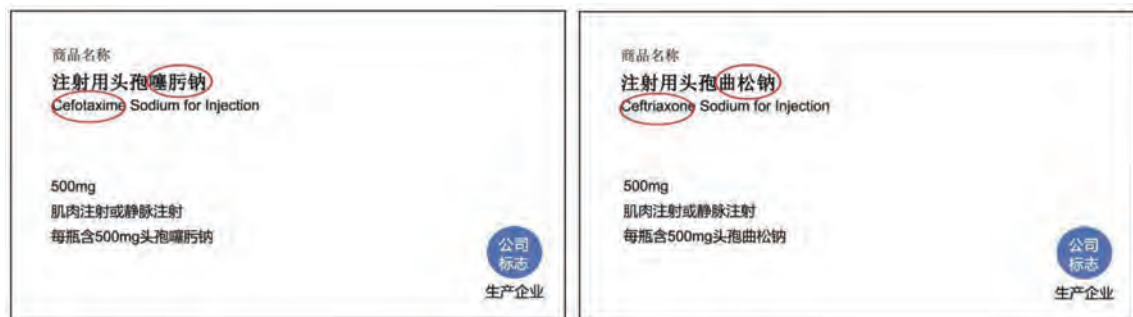 商品名称
注射用头孢噻肟钠
Cefotaxime Sodium for Injection
500mg
肌肉注射或静脉注射
每瓶含500mg头孢噻肟钠
公司
标志
生产企业
商品名称
注射用头孢曲松钠
Ceftriaxone Sodium for Injection
500mg
肌肉注射或静脉注射
每瓶含500mg头孢曲松钠
公司
标志
生产企业